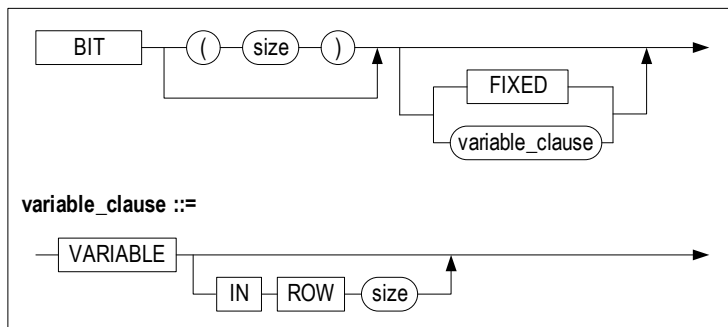 BIT ( size )
FIXED
variable_clause
variable_clause ::=
VARIABLE
IN ROW size